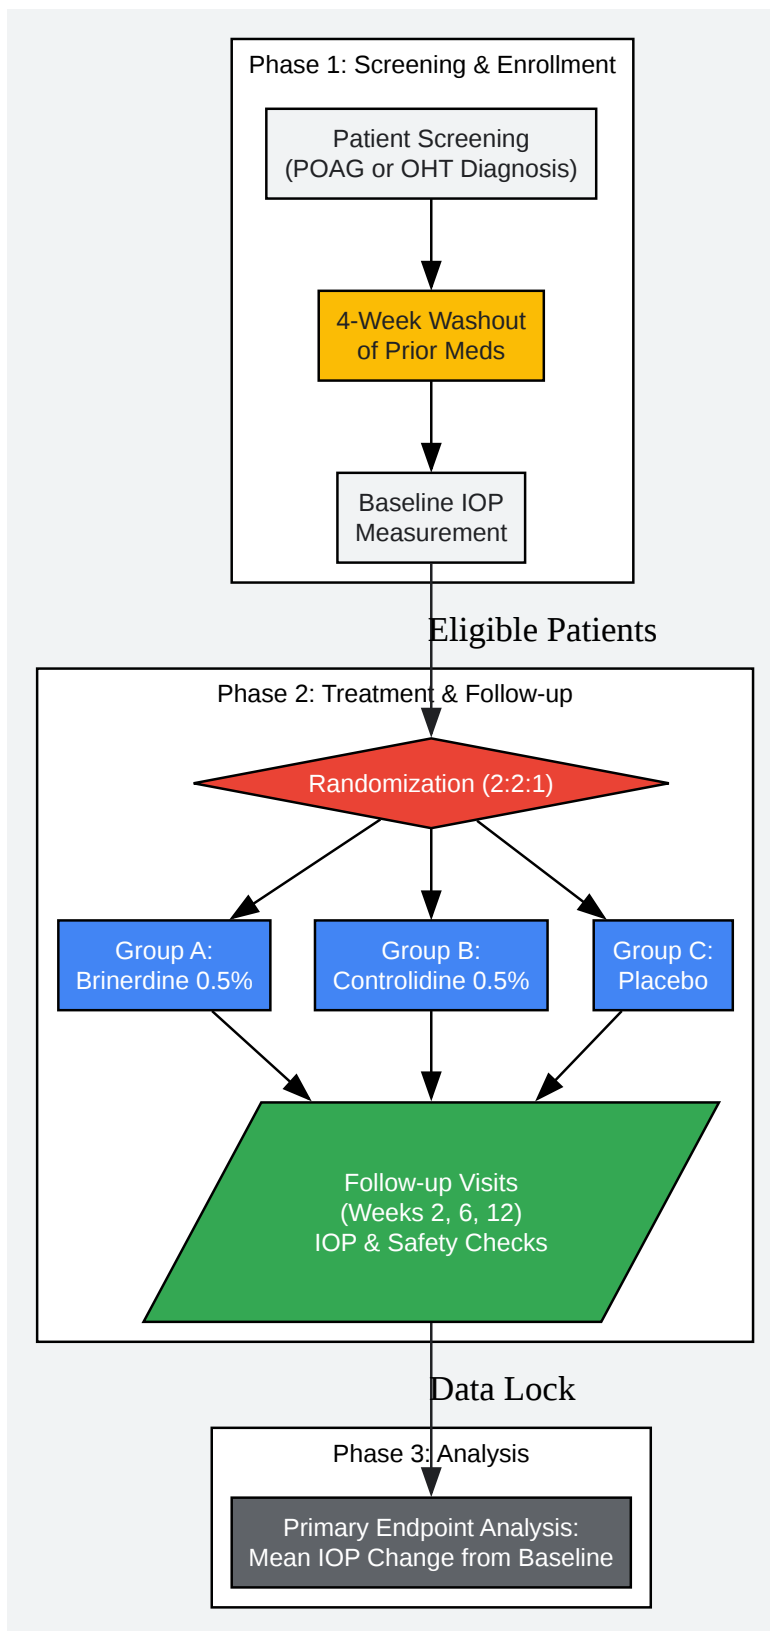 Phase 1: Screening & Enrollment
Patient Screening
(POAG or OHT Diagnosis)
4-Week Washout
of Prior Meds
Baseline IOP
Measurement
Eligible Patients
Phase 2: Treatment & Follow-up
Randomization (2:2:1)
Group A:
Brinerdine 0.5%
Group B:
Controlidine 0.5%
Group C:
Placebo
Follow-up Visits
(Weeks 2, 6, 12)
IOP & Safety Checks
Data Lock
Phase 3: Analysis
Primary Endpoint Analysis:
Mean IOP Change from Baseline